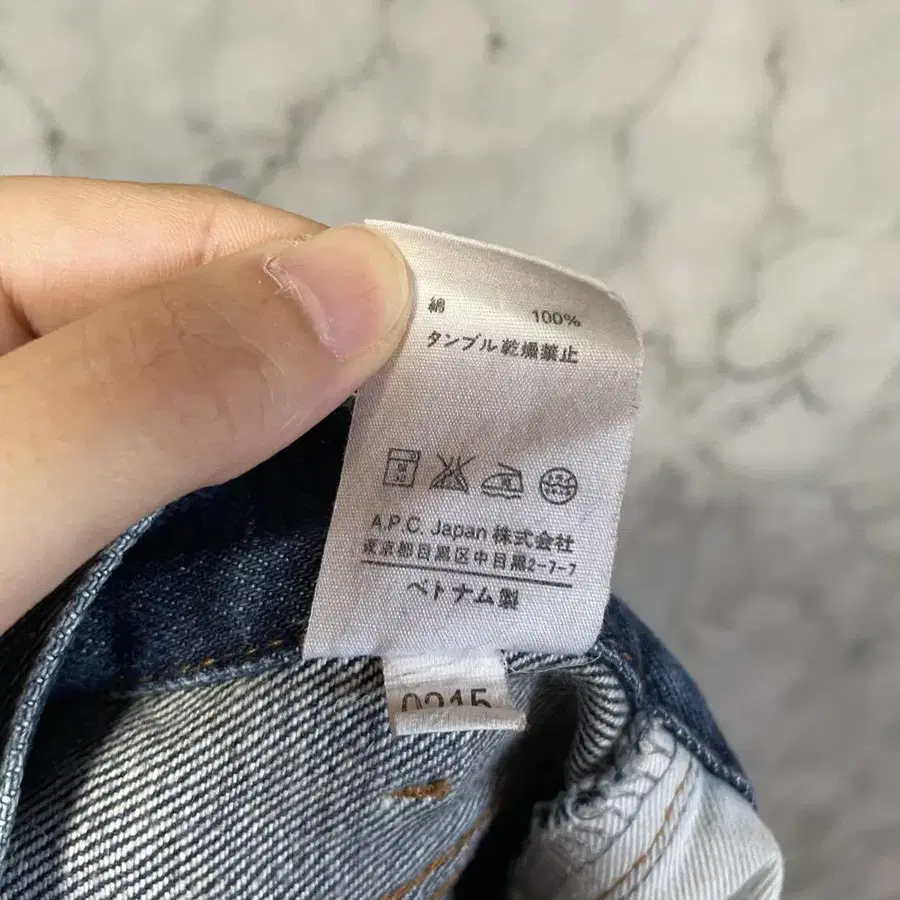 綿 100%
タンブル乾燥禁止
A.P.C. Japan 株式会社
東京都目黒区中目黒2-7-7
ベトナム製